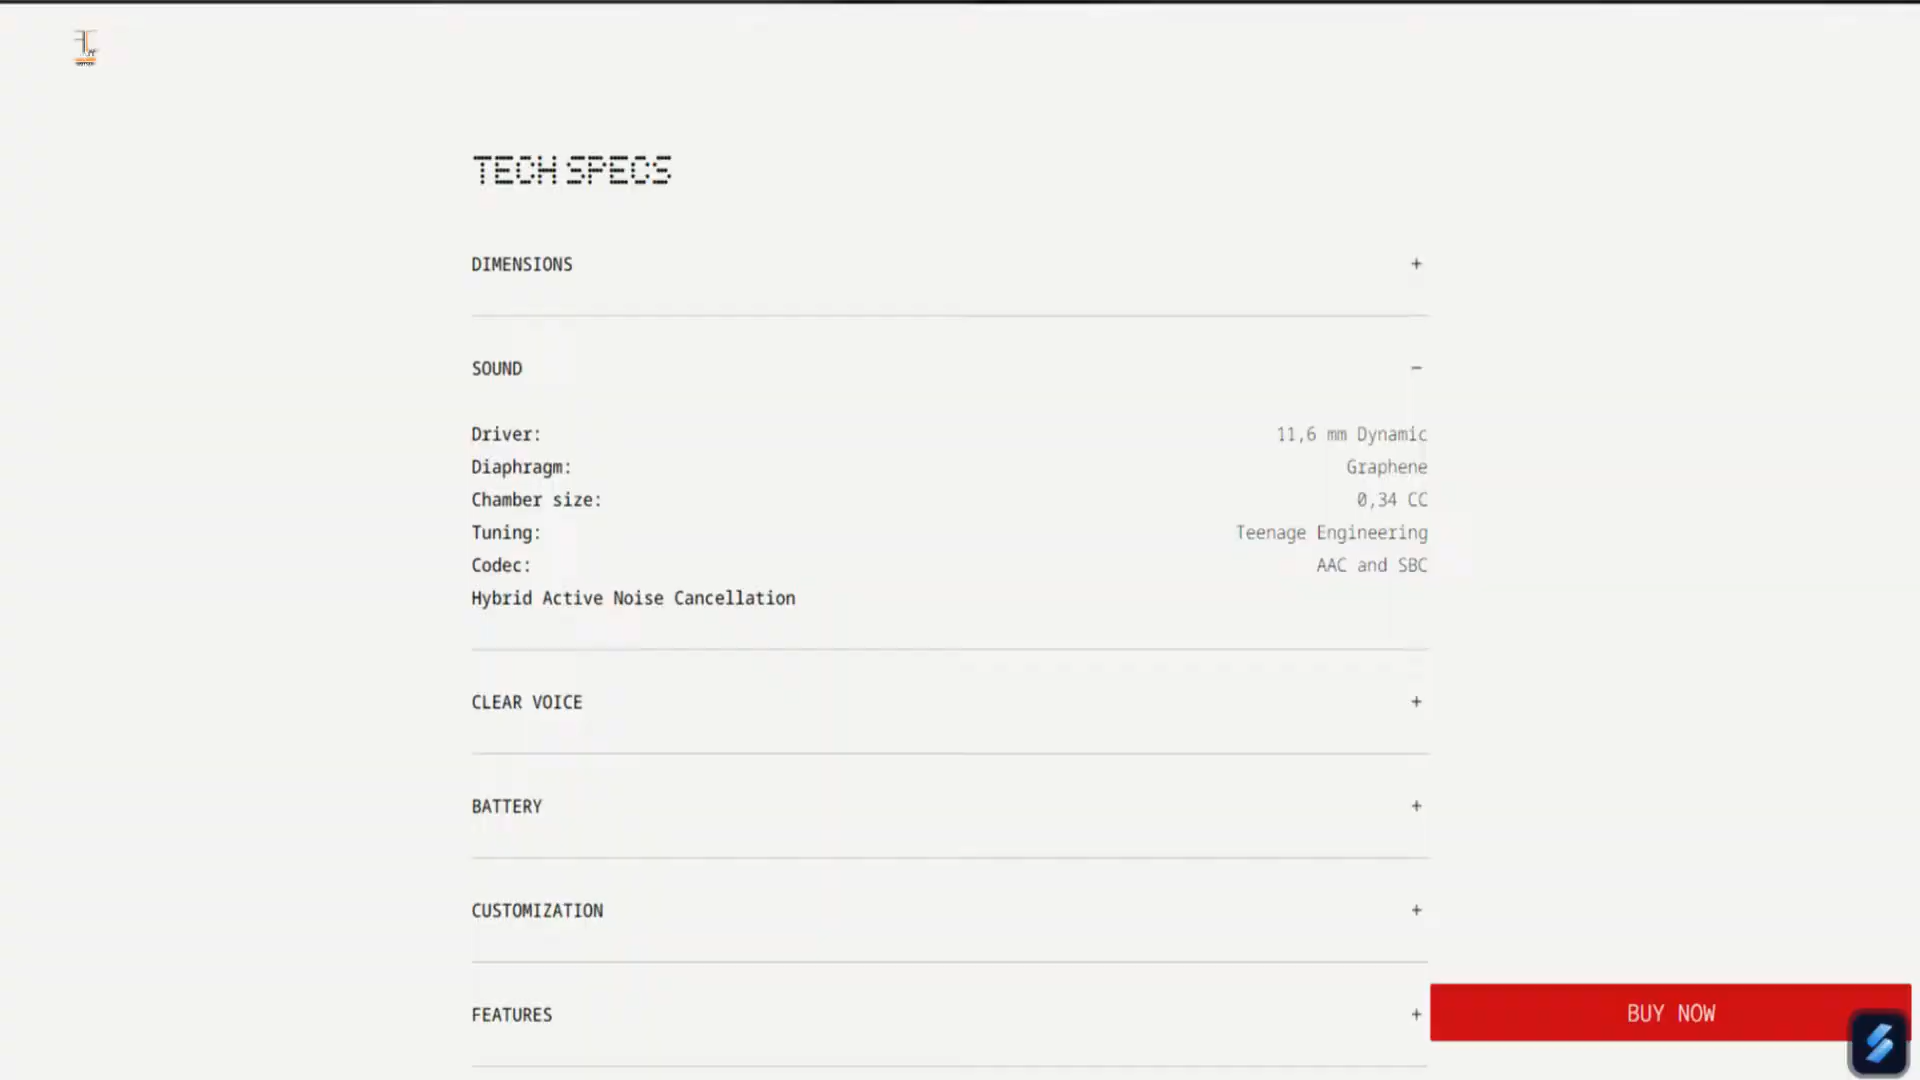 TECH SPECS
DIMENSIONS +
SOUND −
Driver: 11,6 mm Dynamic
Diaphragm: Graphene
Chamber size: 0,34 CC
Tuning: Teenage Engineering
Codec: AAC and SBC
Hybrid Active Noise Cancellation
CLEAR VOICE +
BATTERY +
CUSTOMIZATION +
FEATURES +
BUY NOW